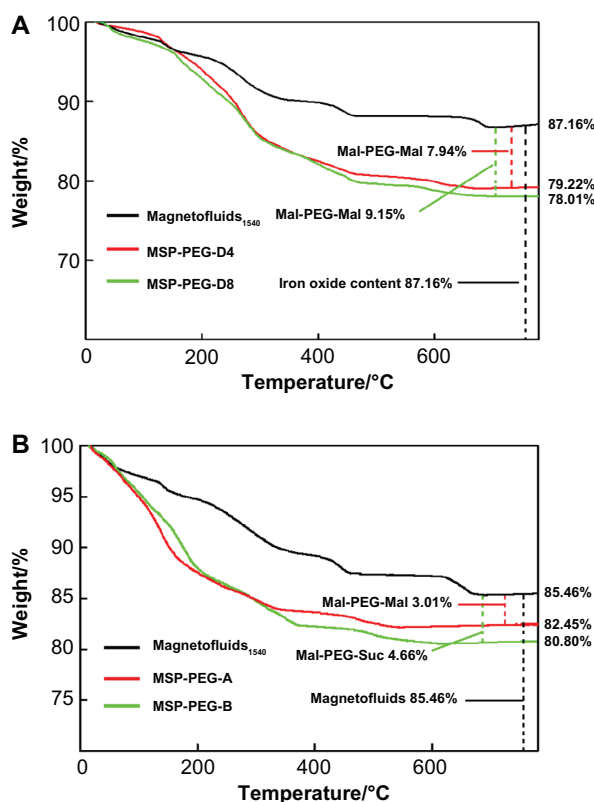 A
100
90
80
70
Weight/%
87.16%
Mal-PEG-Mal 7.94%
79.22%
78.01%
Mal-PEG-Mal 9.15%
Magnetofluids1540
MSP-PEG-D4
MSP-PEG-D8
Iron oxide content 87.16%
0 200 400 600
Temperature/°C
B
100
95
90
85
80
75
Weight/%
85.46%
Mal-PEG-Mal 3.01%
82.45%
80.80%
Mal-PEG-Suc 4.66%
Magnetofluids1540
MSP-PEG-A
MSP-PEG-B
Magnetofluids 85.46%
0 200 400 600
Temperature/°C